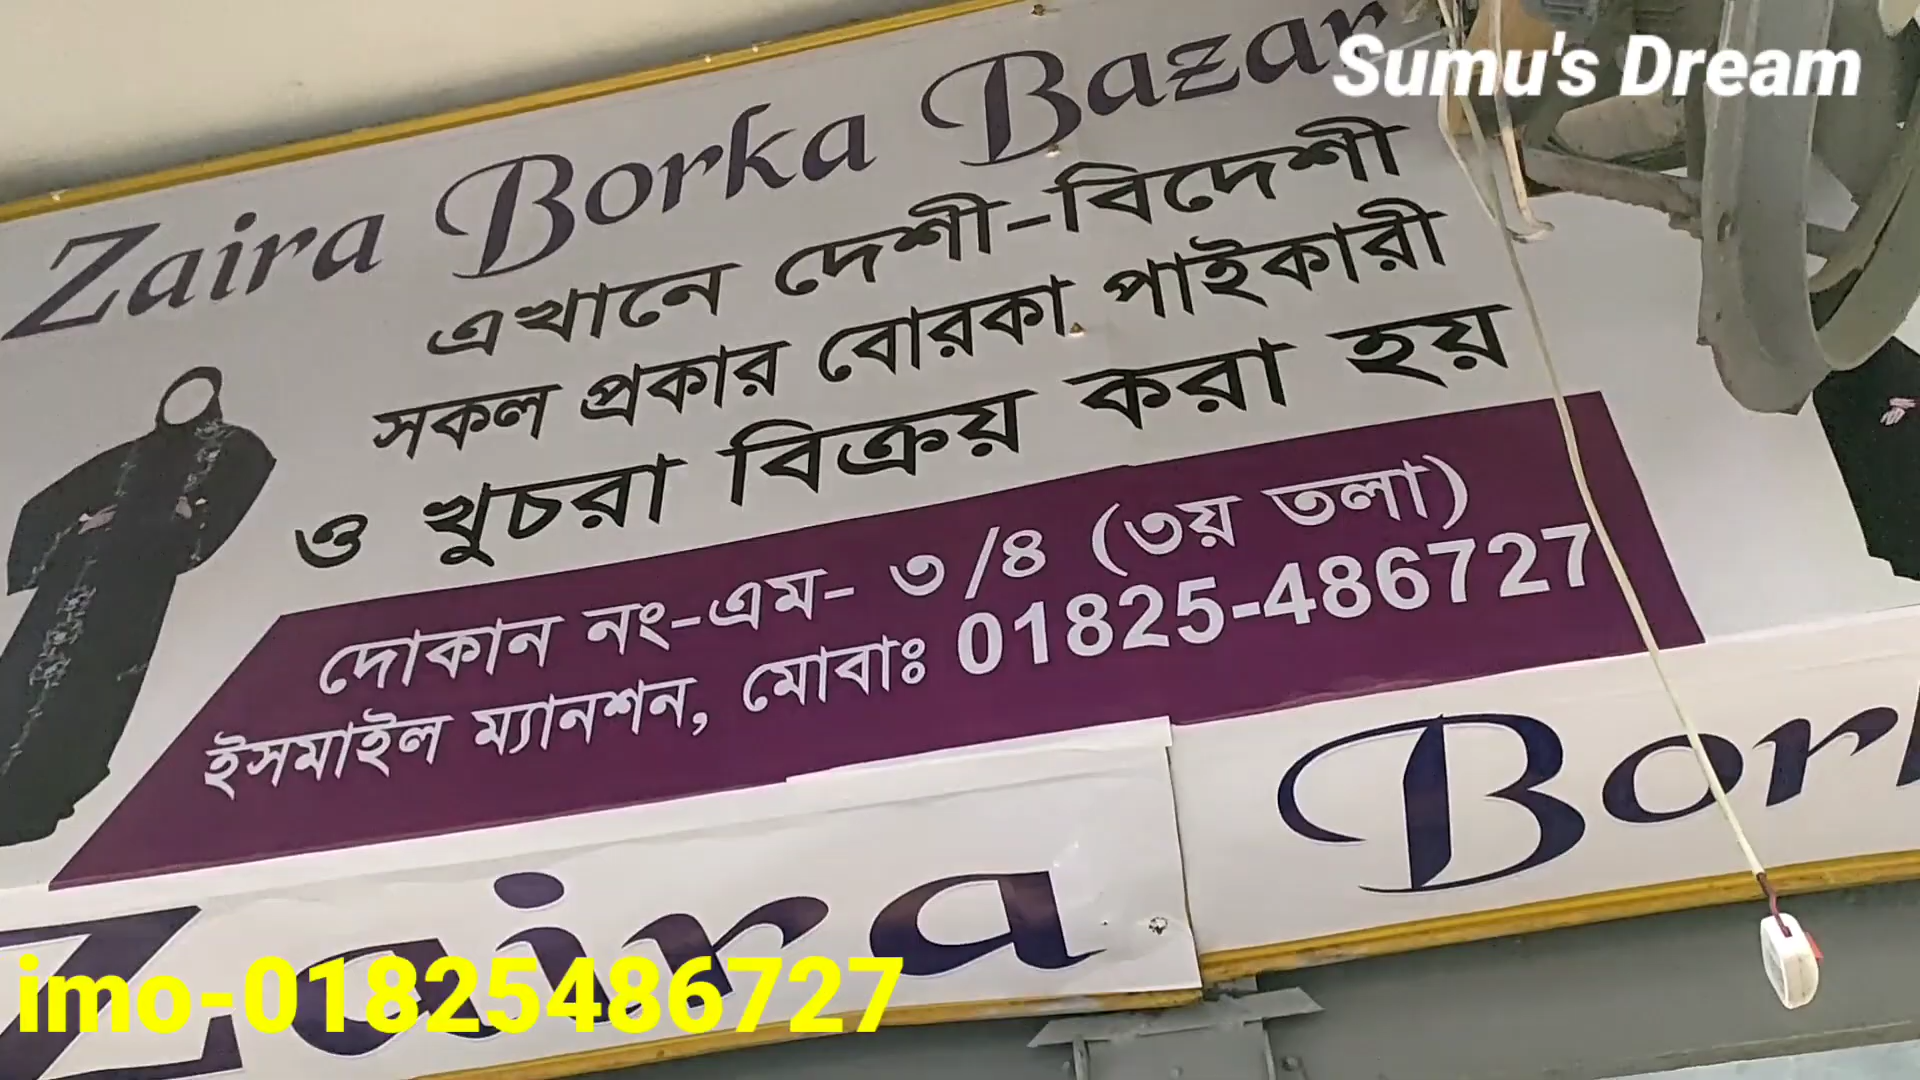 Sumu's Dream
Zaira Borka Bazar
এখানে দেশী-বিদেশী
সকল প্রকার বোরকা পাইকারী
ও খুচরা বিক্রয় করা হয়
দোকান নং-এম- ৩/৪ (৩য় তলা)
ইসমাইল ম্যানশন, মোবাঃ 01825-486727
Zaira Bork
imo-01825486727